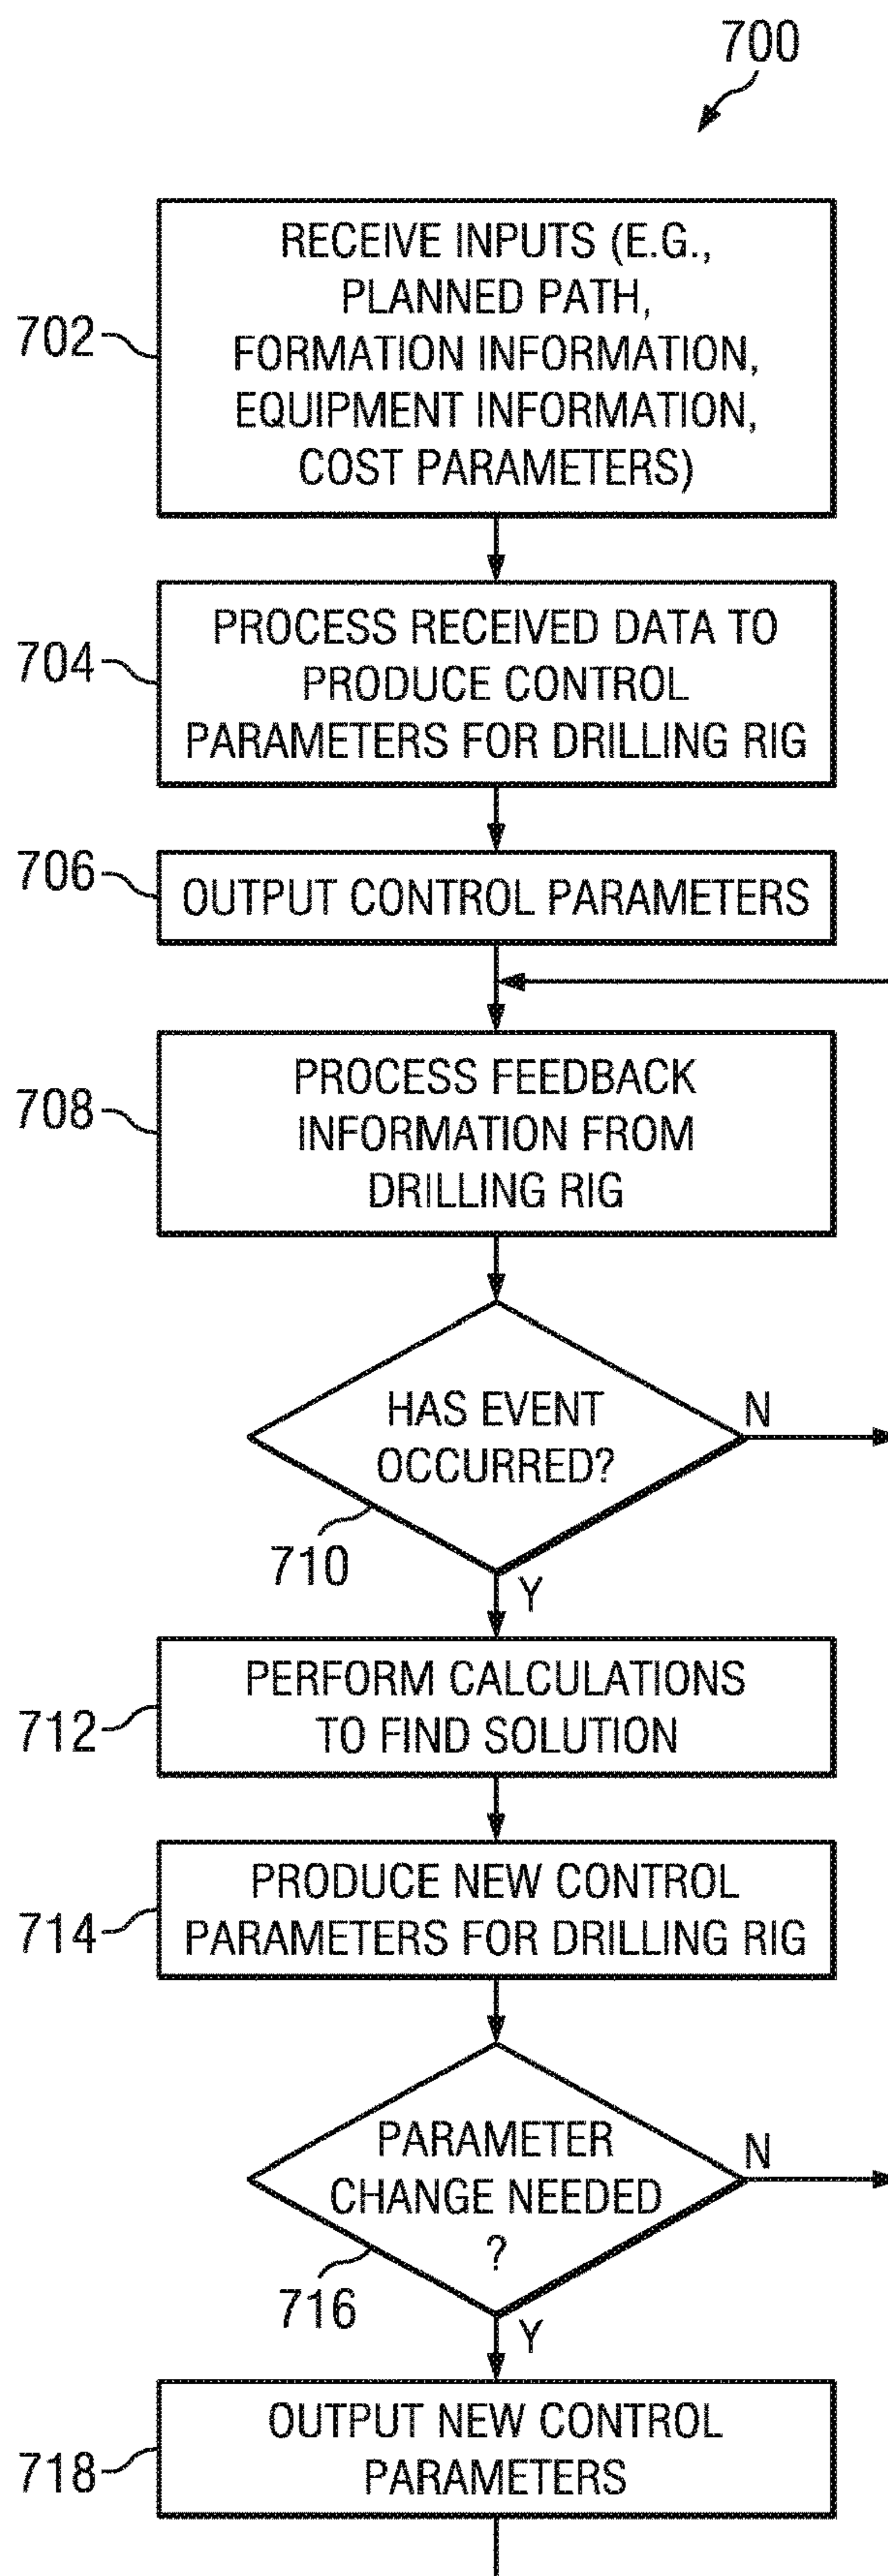 700
702
RECEIVE INPUTS (E.G.,
PLANNED PATH,
FORMATION INFORMATION,
EQUIPMENT INFORMATION,
COST PARAMETERS)
704
PROCESS RECEIVED DATA TO
PRODUCE CONTROL
PARAMETERS FOR DRILLING RIG
706
OUTPUT CONTROL PARAMETERS
708
PROCESS FEEDBACK
INFORMATION FROM
DRILLING RIG
HAS EVENT
OCCURRED?
N
710
Y
712
PERFORM CALCULATIONS
TO FIND SOLUTION
714
PRODUCE NEW CONTROL
PARAMETERS FOR DRILLING RIG
PARAMETER
CHANGE NEEDED
?
N
716
Y
718
OUTPUT NEW CONTROL
PARAMETERS